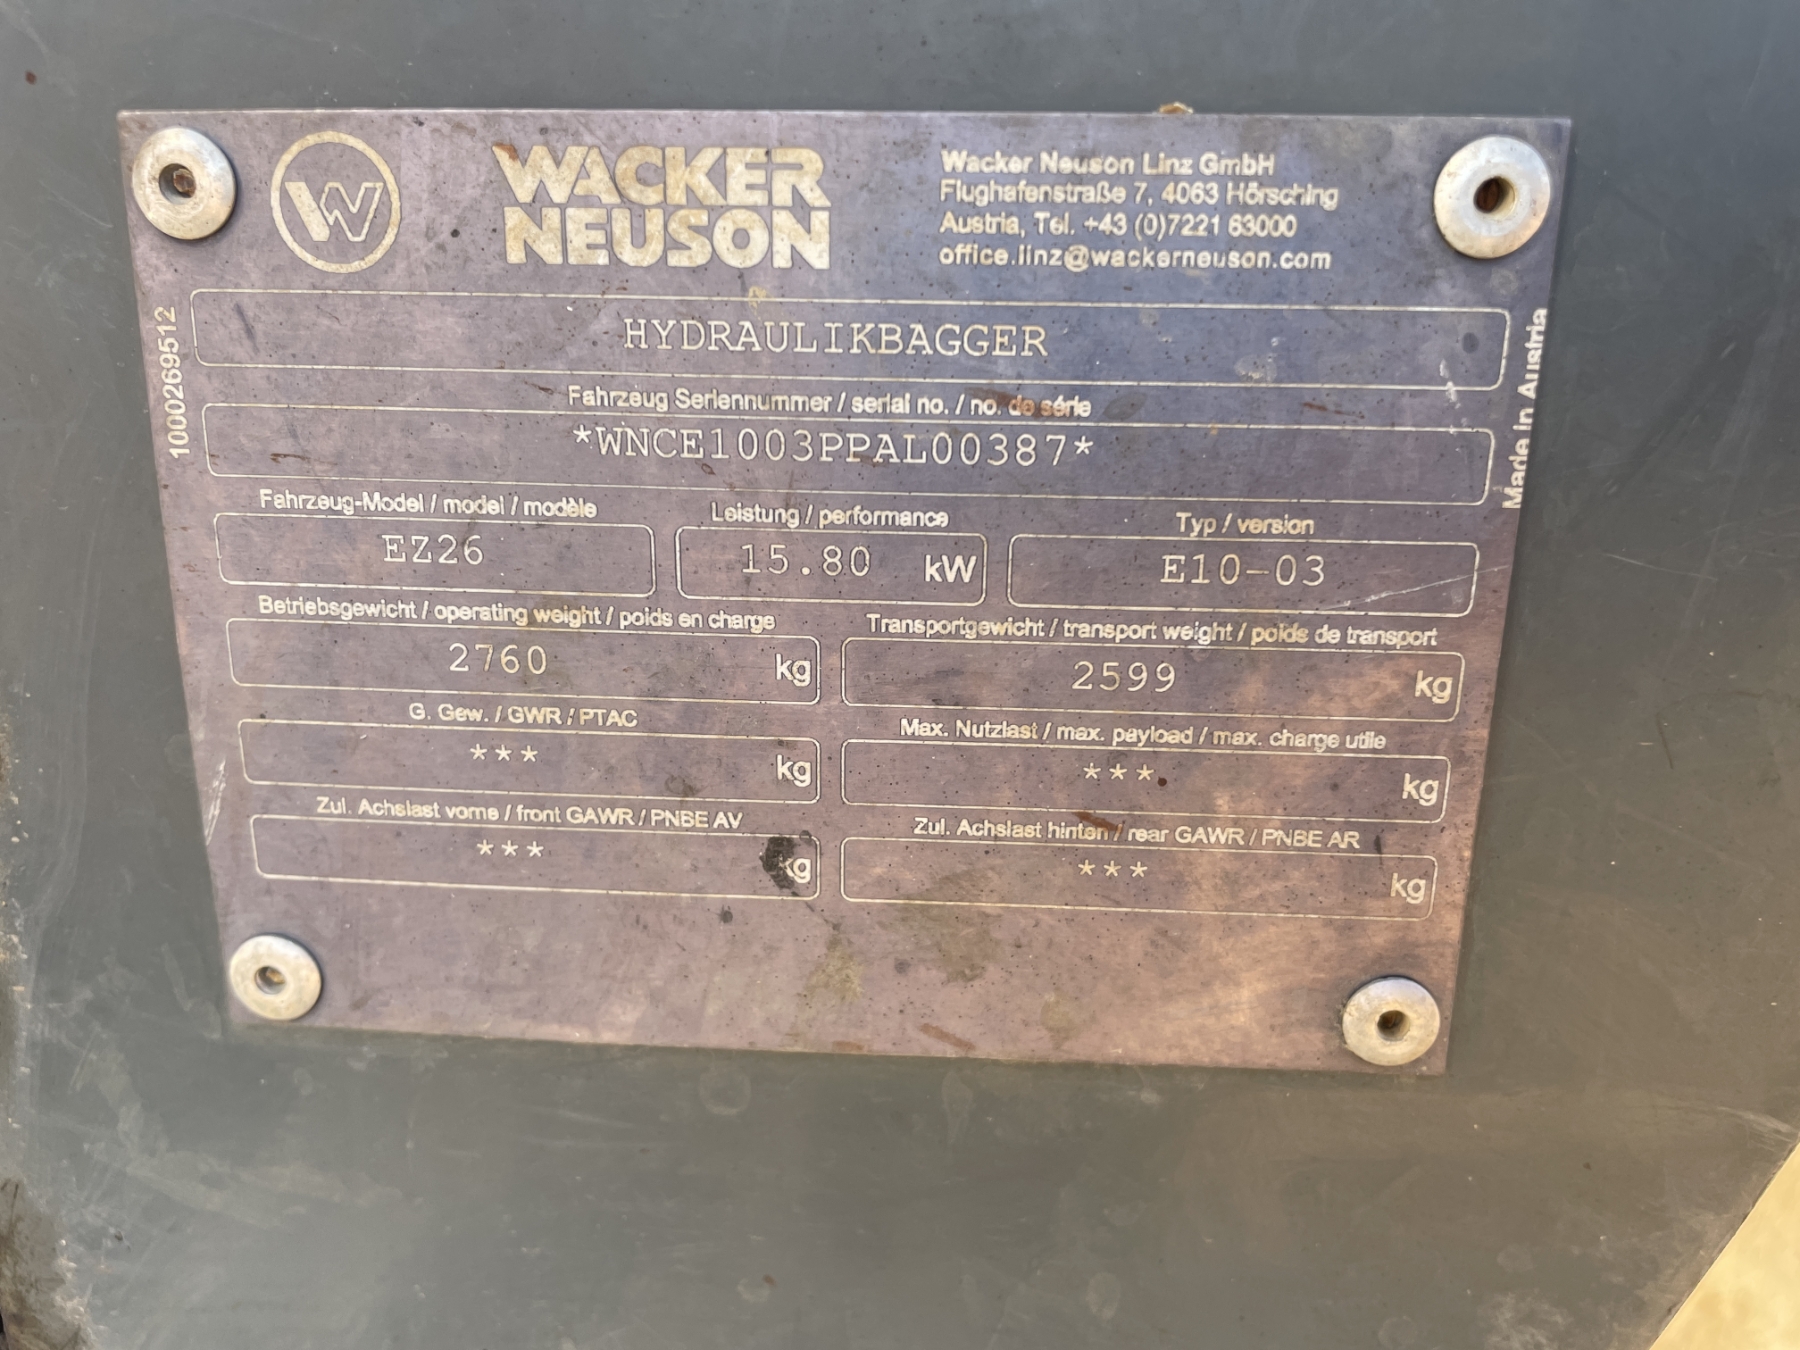 W
WACKER
NEUSON
Wacker Neuson Linz GmbH
Flughafenstraße 7, 4063 Hörsching
Austria, Tel. +43 (0)7221 63000
office.linz@wackerneuson.com
1000269512
HYDRAULIKBAGGER
Made in Austria
Fahrzeug Seriennummer / serial no. / no. de série
*WNCE1003PPAL00387*
Fahrzeug-Model / model / modèle
EZ26
Leistung / performance
15.80 kW
Typ / version
E10-03
Betriebsgewicht / operating weight / poids en charge
2760 kg
Transportgewicht / transport weight / poids de transport
2599 kg
G. Gew. / GWR / PTAC
*** kg
Max. Nutzlast / max. payload / max. charge utile
*** kg
Zul. Achslast vorne / front GAWR / PNBE AV
*** kg
Zul. Achslast hinten / rear GAWR / PNBE AR
*** kg